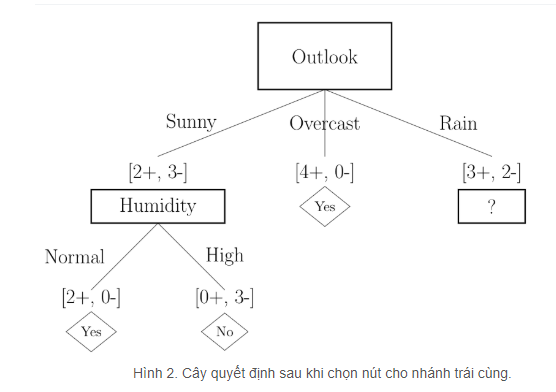 Outlook
Sunny
Overcast
Rain
[2+, 3-]
[4+, 0-]
[3+, 2-]
Humidity
Yes
?
Normal
High
[2+, 0-]
[0+, 3-]
Yes
No
Hình 2. Cây quyết định sau khi chọn nút cho nhánh trái cùng.